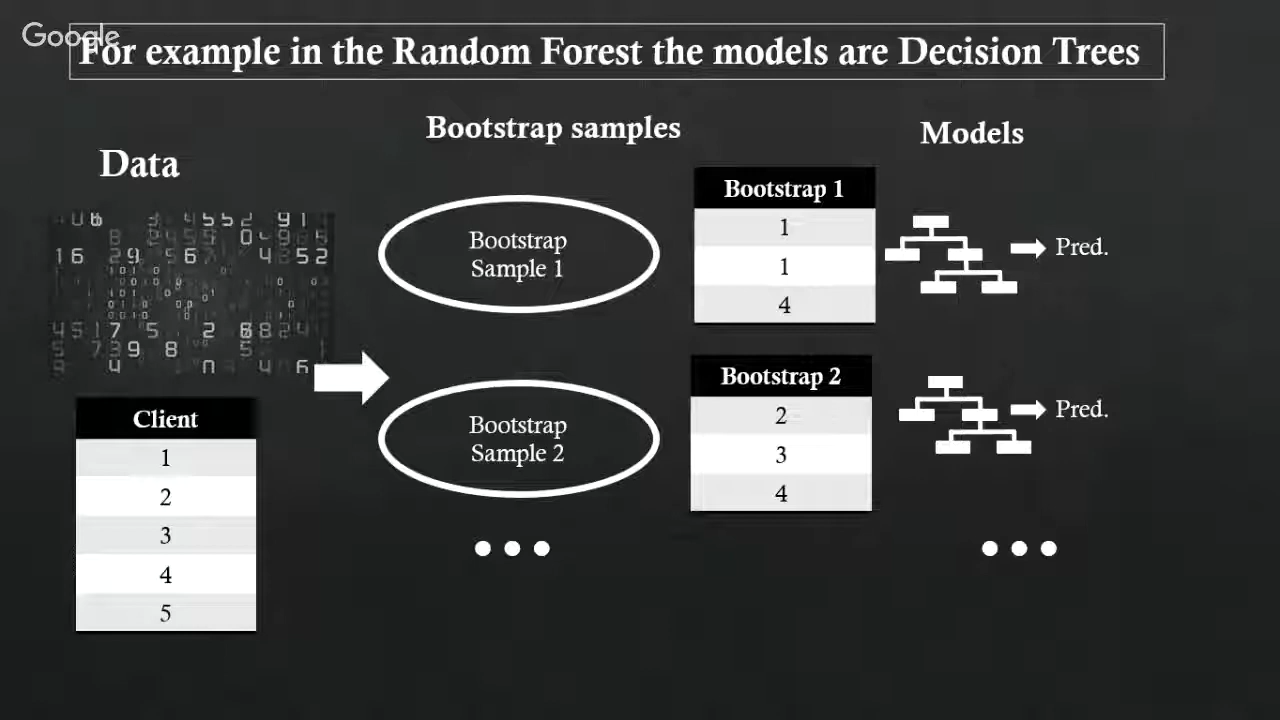 Google
For example in the Random Forest the models are Decision Trees
Data
Bootstrap samples
Models
Client
1
2
3
4
5
Bootstrap
Sample 1
Bootstrap
Sample 2
Bootstrap 1
1
1
4
Bootstrap 2
2
3
4
Pred.
Pred.